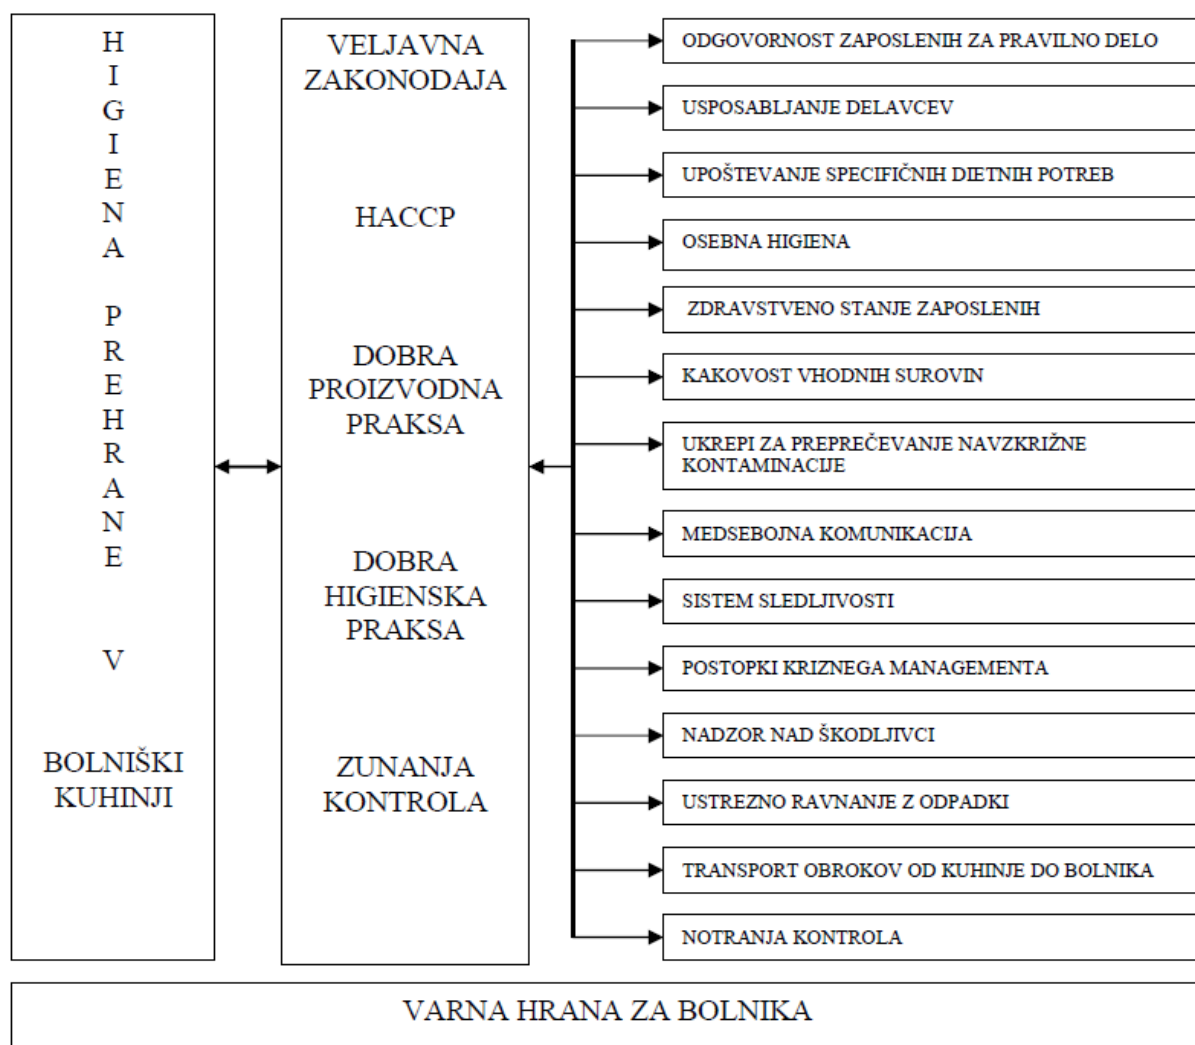 HIGIENA
PREHRANE
V
BOLNIŠKI
KUHINJI
VELJAVNA
ZAKONODAJA
HACCP
DOBRA
PROIZVODNA
PRAKSA
DOBRA
HIGIENSKA
PRAKSA
ZUNANJA
KONTROLA
ODGOVORNOST ZAPOSLENIH ZA PRAVILNO DELO
USPOSABLJANJE DELAVCEV
UPOŠTEVANJE SPECIFIČNIH DIETNIH POTREB
OSEBNA HIGIENA
ZDRAVSTVENO STANJE ZAPOSLENIH
KAKOVOST VHODNIH SUROVIN
UKREPI ZA PREPREČEVANJE NAVZKRIŽNE
KONTAMINACIJE
MEDSEBOJNA KOMUNIKACIJA
SISTEM SLEDLJIVOSTI
POSTOPKI KRIZNEGA MANAGEMENTA
NADZOR NAD ŠKODLJIVCI
USTREZNO RAVNANJE Z ODPADKI
TRANSPORT OBROKOV OD KUHINJE DO BOLNIKA
NOTRANJA KONTROLA
VARNA HRANA ZA BOLNIKA